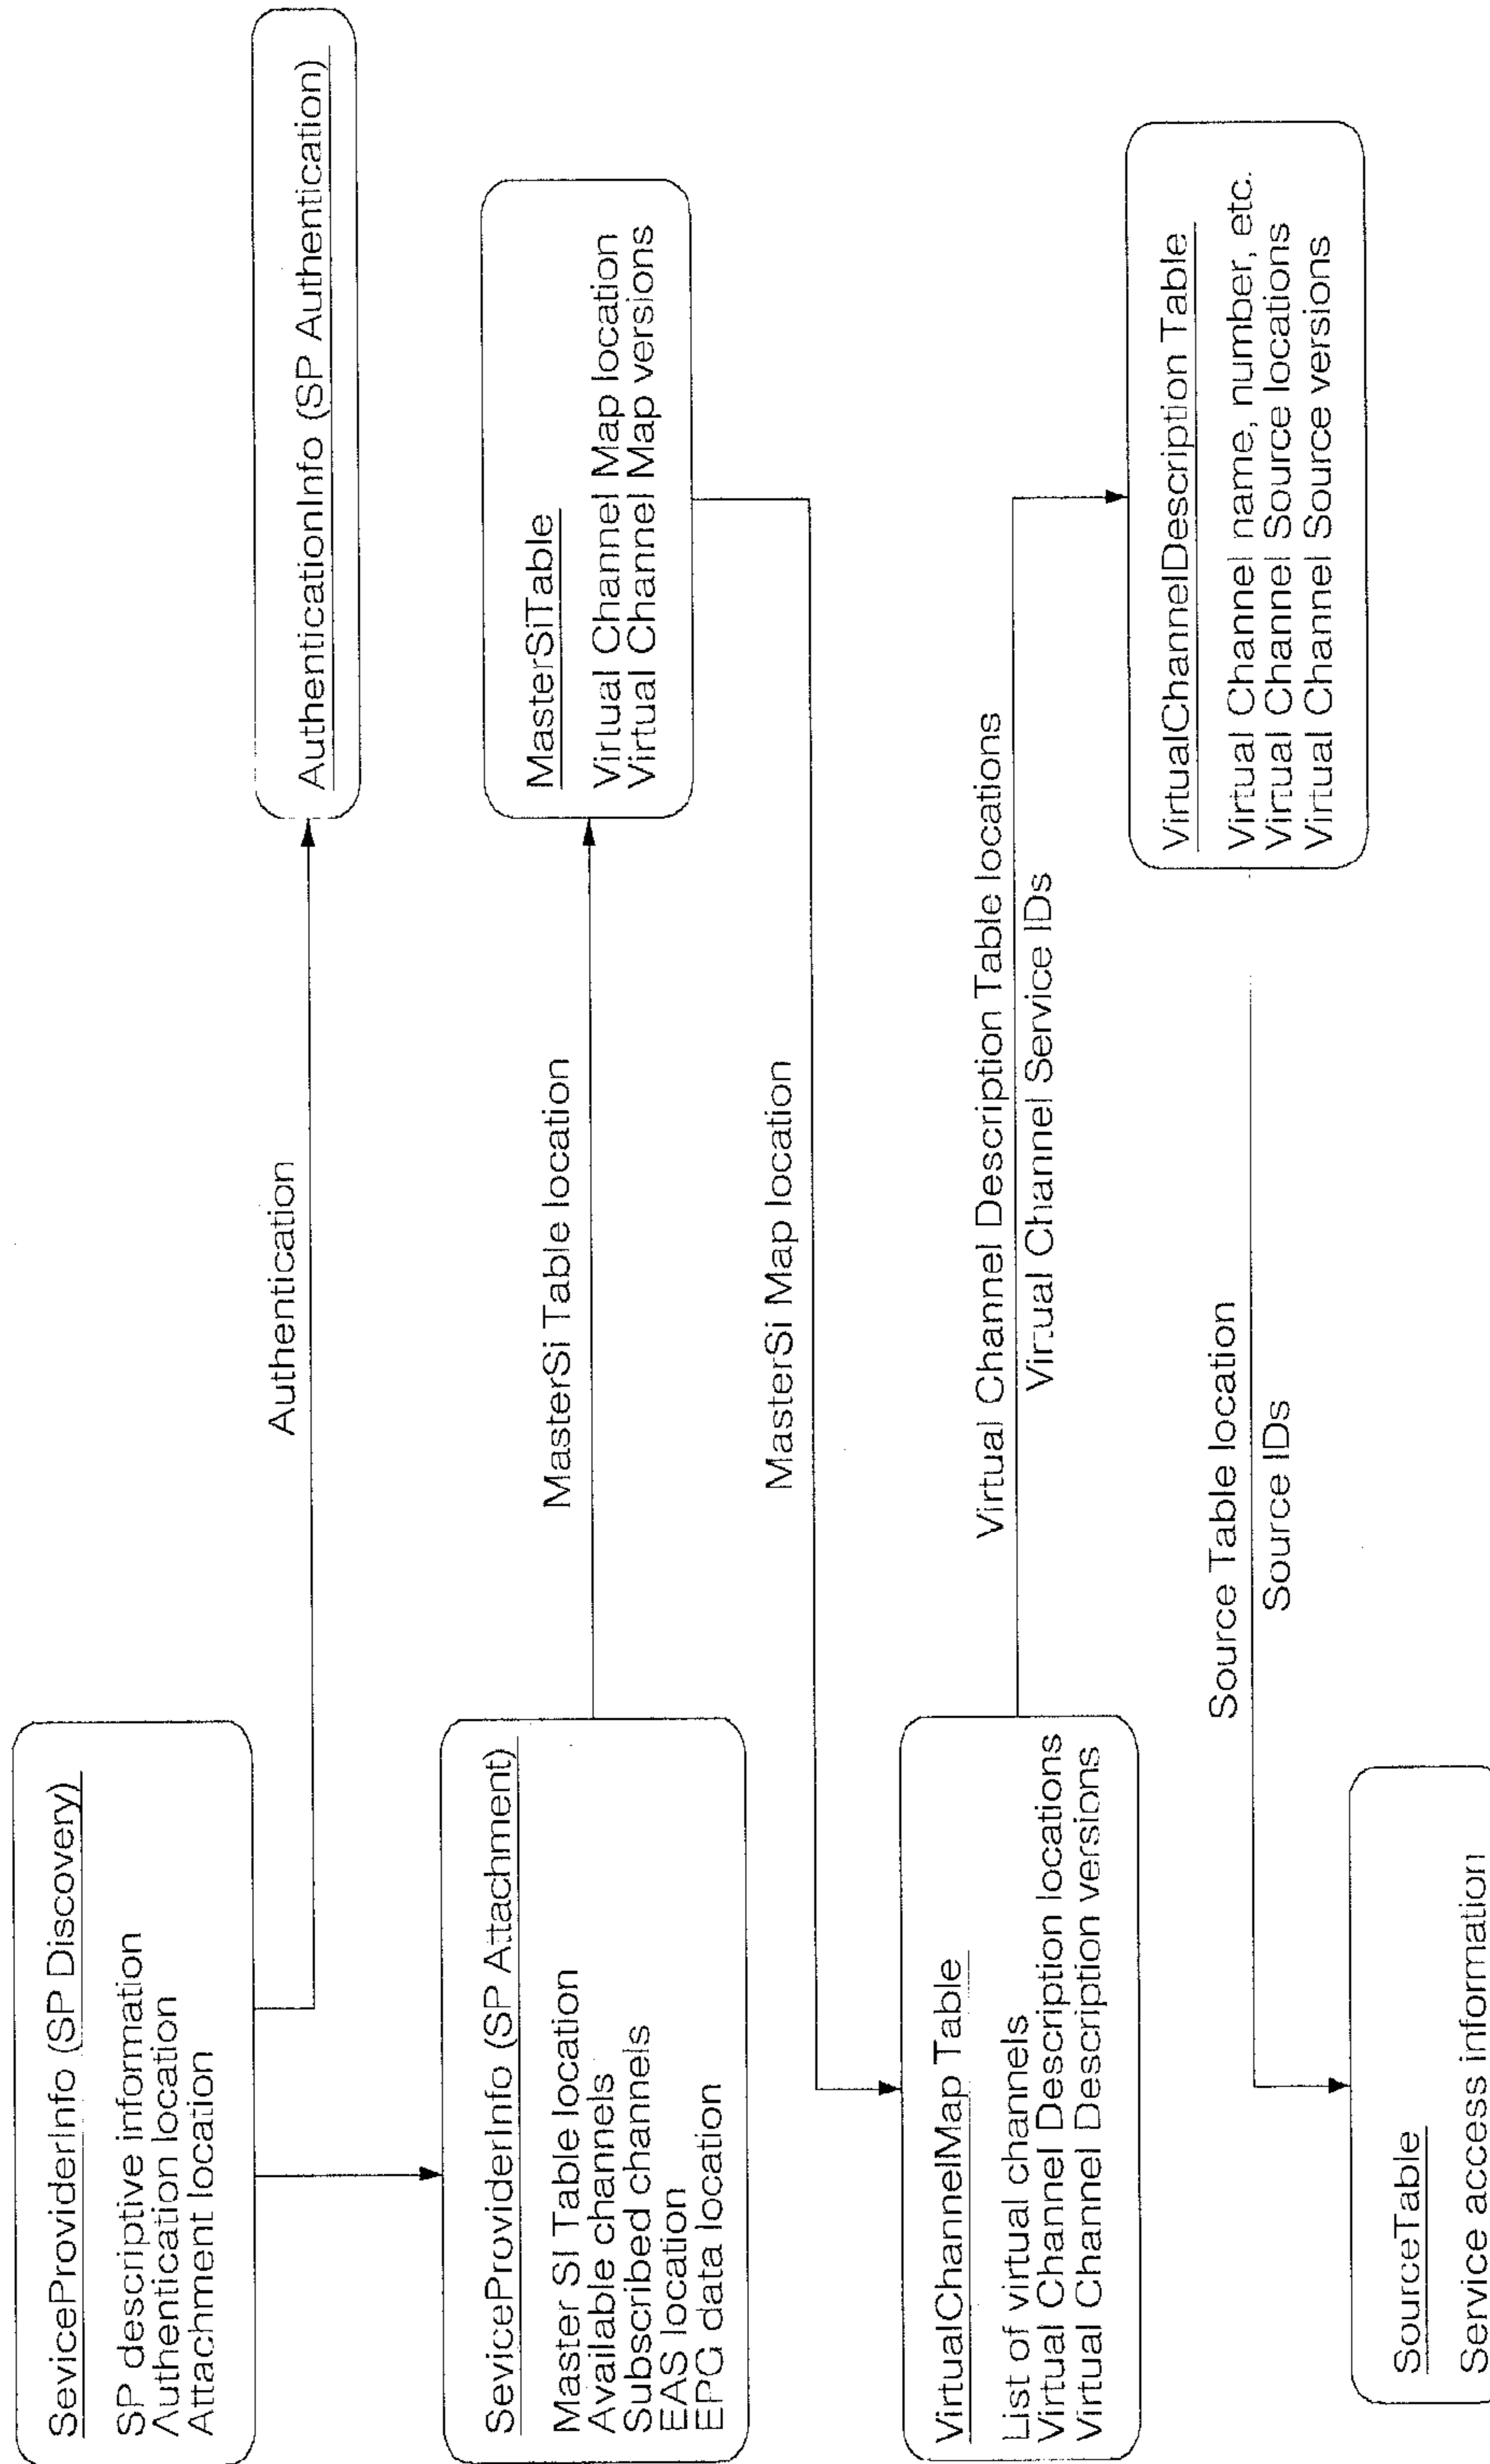 SeviceProviderInfo (SP Discovery)
SP descriptive information
Authentication location
Attachment location
Authentication
AuthenticationInfo (SP Authentication)
SeviceProviderInfo (SP Attachment)
Master SI Table location
Available channels
Subscribed channels
EAS location
EPG data location
MasterSi Table location
MasterSiTable
Virtual Channel Map location
Virtual Channel Map versions
MasterSi Map location
VirtualChannelMap Table
List of virtual channels
Virtual Channel Description locations
Virtual Channel Description versions
Virtual Channel Description Table locations
Virtual Channel Service IDs
VirtualChannelDescription Table
Virtual Channel name, number, etc.
Virtual Channel Source locations
Virtual Channel Source versions
Source Table location
Source IDs
SourceTable
Service access information